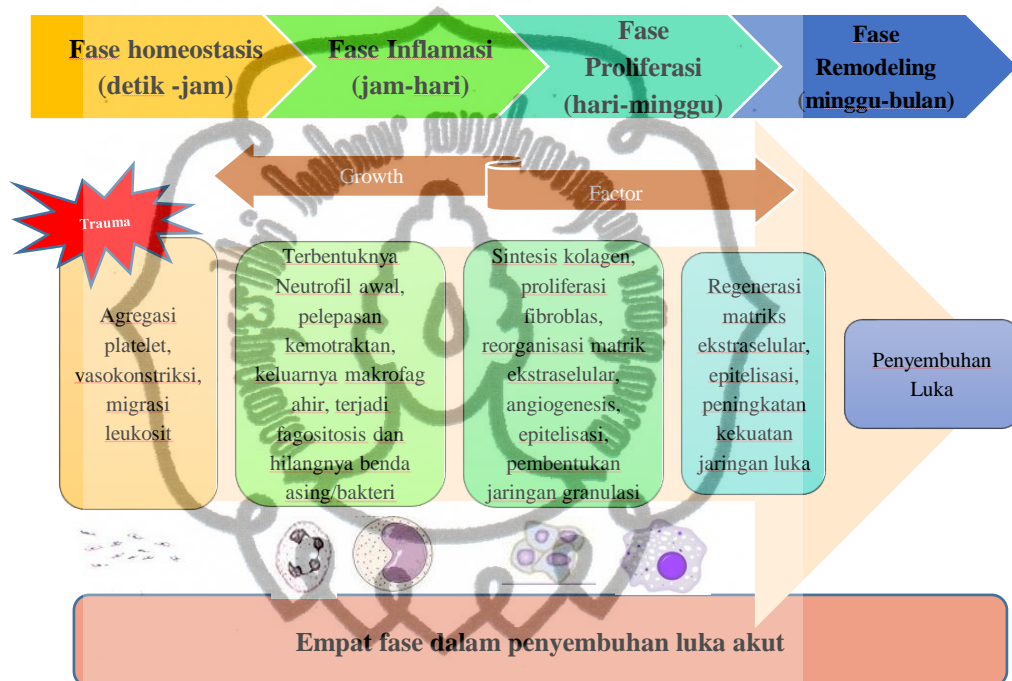 Fase homeostasis
(detik -jam)
Fase Inflamasi
(jam-hari)
Fase
Proliferasi
(hari-minggu)
Fase
Remodeling
(minggu-bulan)
Growth
Factor
Trauma
Agregasi
platelet,
vasokonstriksi,
migrasi
leukosit
Terbentuknya
Neutrofil awal,
pelepasan
kemotraktan,
keluarnya makrofag
ahir, terjadi
fagositosis dan
hilangnya benda
asing/bakteri
Sintesis kolagen,
proliferasi
fibroblas,
reorganisasi matrik
ekstraselular,
angiogenesis,
epitelisasi,
pembentukan
jaringan granulasi
Regenerasi
matriks
ekstraselular,
epitelisasi,
peningkatan
kekuatan
jaringan luka
Penyembuhan
Luka
Empat fase dalam penyembuhan luka akut